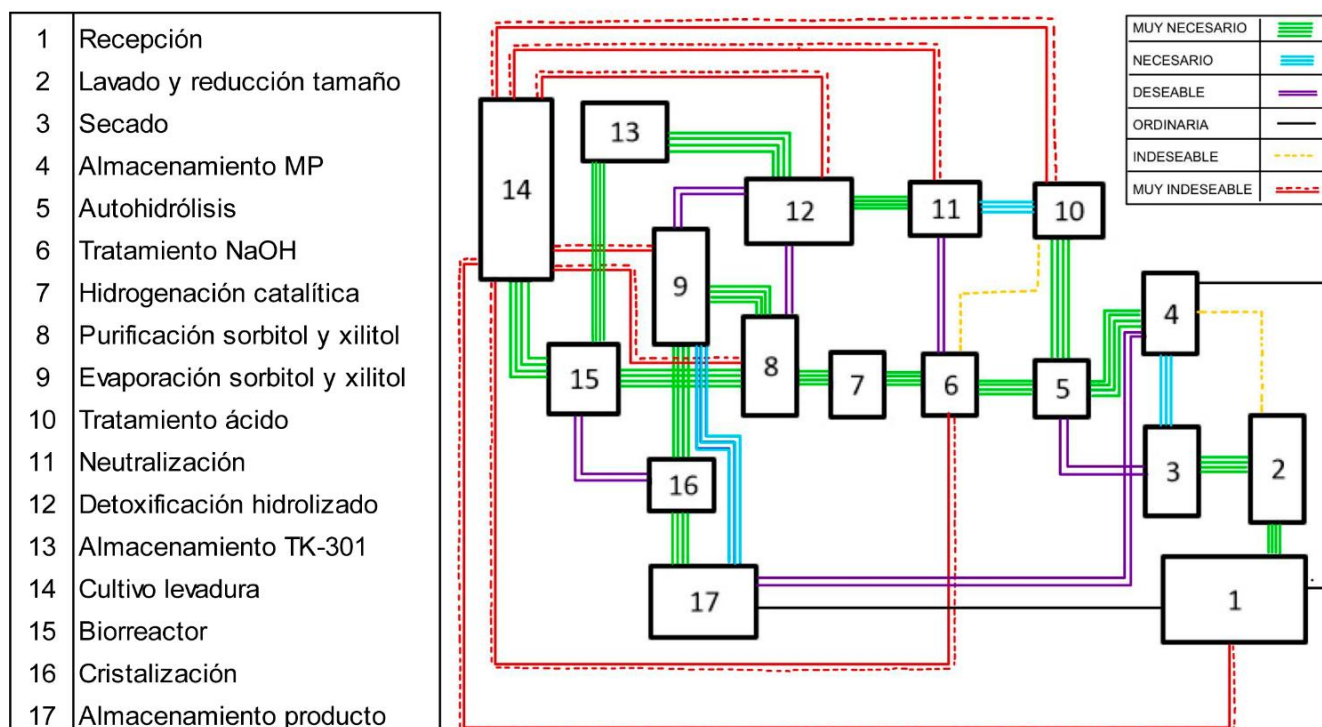 1 Recepción
2 Lavado y reducción tamaño
3 Secado
4 Almacenamiento MP
5 Autohidrólisis
6 Tratamiento NaOH
7 Hidrogenación catalítica
8 Purificación sorbitol y xilitol
9 Evaporación sorbitol y xilitol
10 Tratamiento ácido
11 Neutralización
12 Detoxificación hidrolizado
13 Almacenamiento TK-301
14 Cultivo levadura
15 Biorreactor
16 Cristalización
17 Almacenamiento producto
MUY NECESARIO
NECESARIO
DESEABLE
ORDINARIA
INDESEABLE
MUY INDESEABLE
13
14
12
11
10
9
4
8
7
6
5
15
3
2
16
17
1